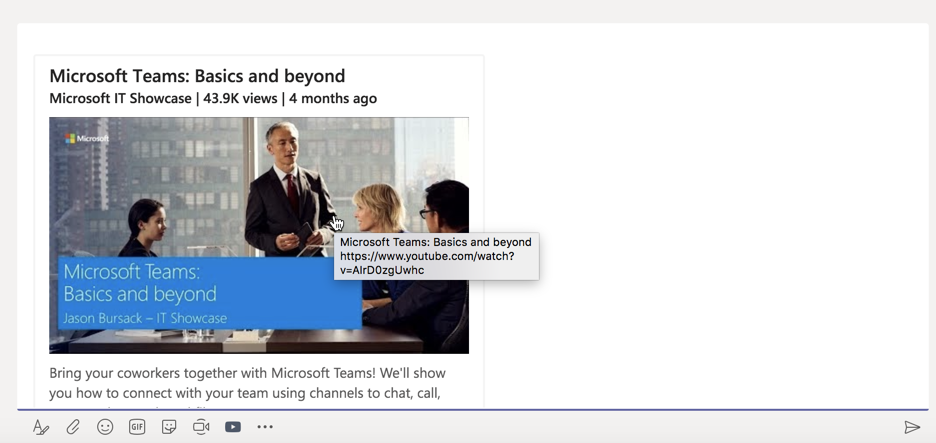 Microsoft Teams: Basics and beyond
Microsoft IT Showcase | 43.9K views | 4 months ago
Microsoft
Microsoft Teams: Basics and beyond
https://www.youtube.com/watch?
v=AIrD0zgUwhc
Microsoft Teams:
Basics and beyond
Jason Bursack – IT Showcase
Bring your coworkers together with Microsoft Teams! We'll show
you how to connect with your team using channels to chat, call,
GIF